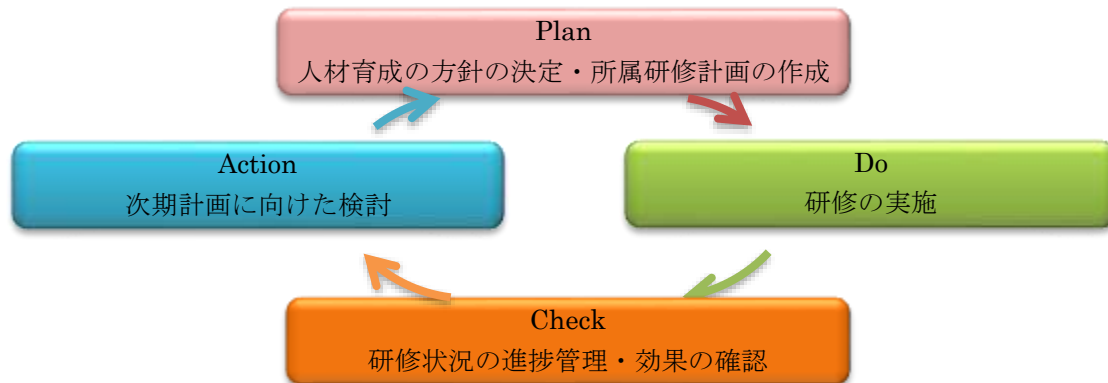 Plan
人材育成の方針の決定・所属研修計画の作成
Action
次期計画に向けた検討
Do
研修の実施
Check
研修状況の進捗管理・効果の確認